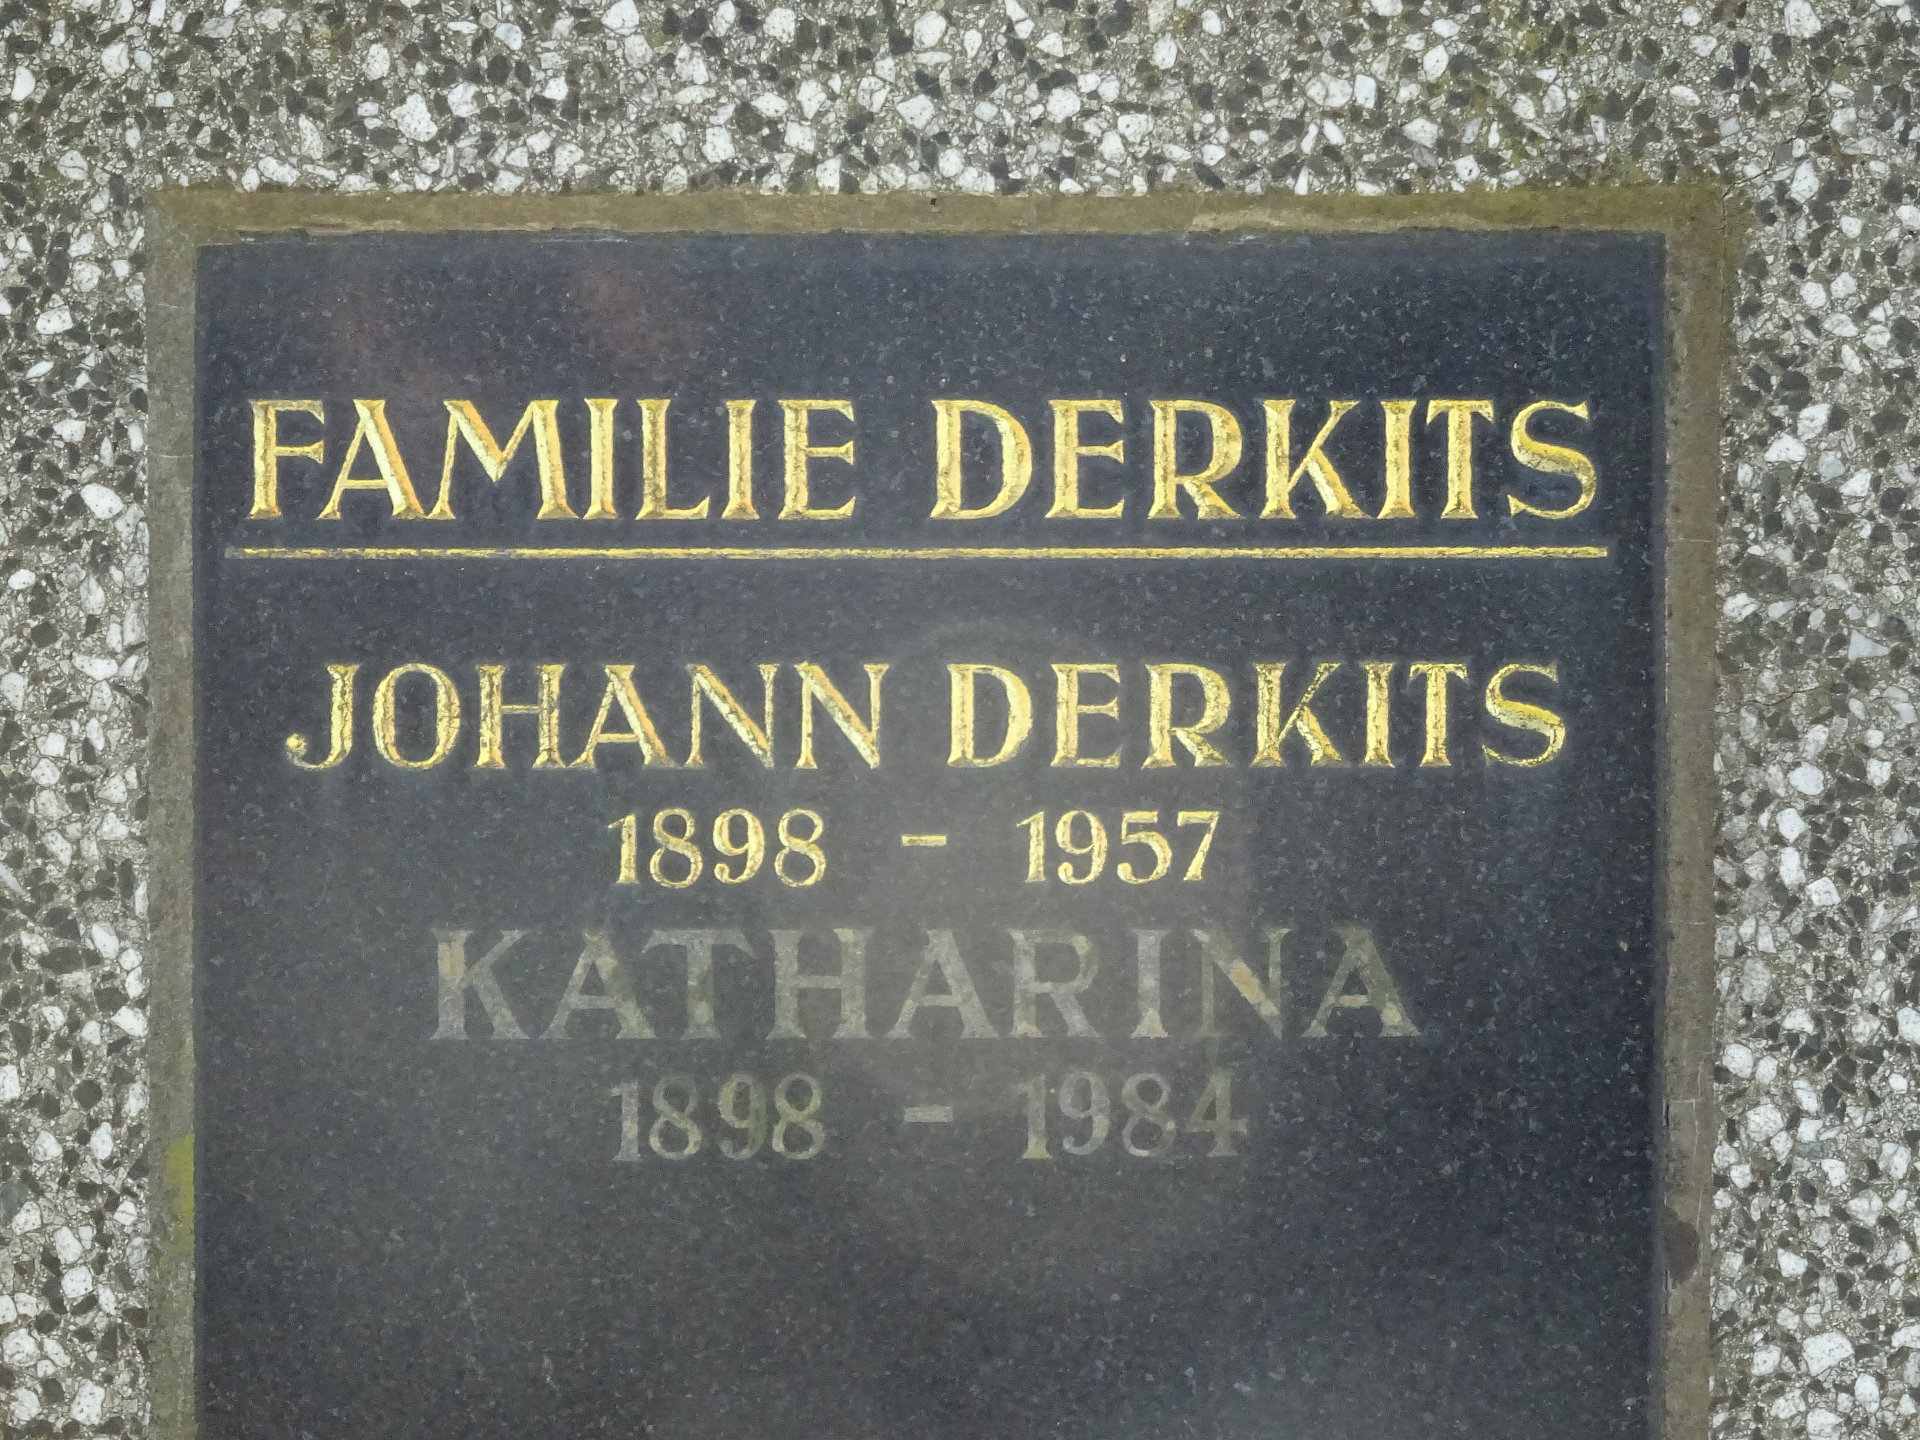 FAMILIE DERKITS
JOHANN DERKITS
1898 - 1957
KATHARINA
1898 - 1984